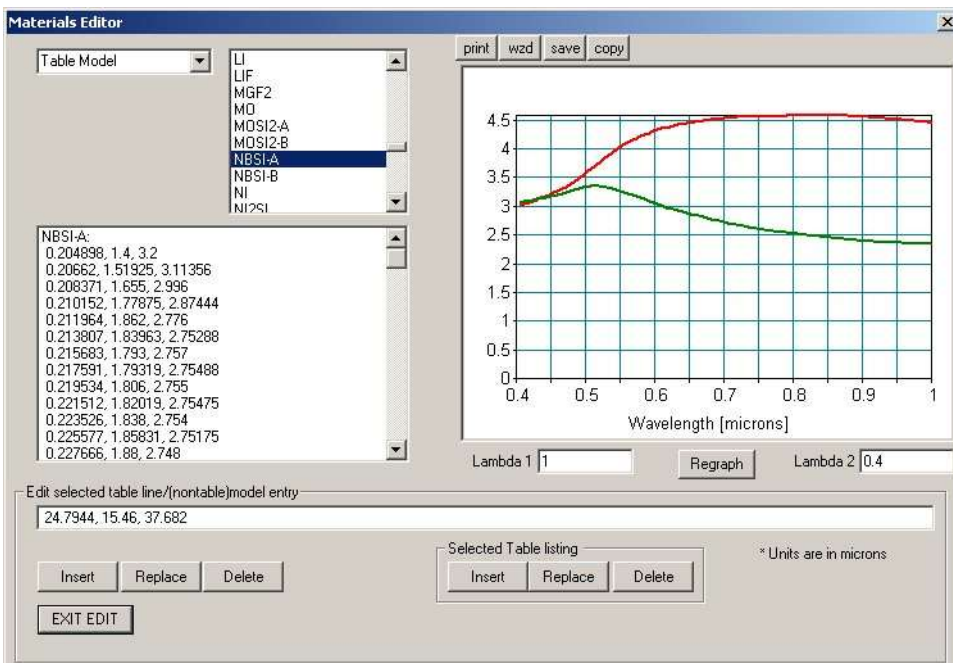 Materials Editor
Table Model
LI
LIF
MGF2
MO
MOSI2-A
MOSI2-B
NBSI-A
NBSI-B
NI
NI2SI
NBSI-A:
0.204898, 1.4, 3.2
0.20662, 1.51925, 3.11356
0.208371, 1.655, 2.996
0.210152, 1.77875, 2.87444
0.211964, 1.862, 2.776
0.213807, 1.83963, 2.75288
0.215683, 1.793, 2.757
0.217591, 1.79319, 2.75488
0.219534, 1.806, 2.755
0.221512, 1.82019, 2.75475
0.223526, 1.838, 2.754
0.225577, 1.85831, 2.75175
0.227666, 1.88, 2.748
print wzd save copy
4.5
4
3.5
3
2.5
2
1.5
1
0.5
0
0.4 0.5 0.6 0.7 0.8 0.9 1
Wavelength [microns]
Lambda 1 1 Regraph Lambda 2 0.4
Edit selected table line/(nontable)model entry
24.7944, 15.46, 37.682
Insert Replace Delete
EXIT EDIT
Selected Table listing
Insert Replace Delete
* Units are in microns